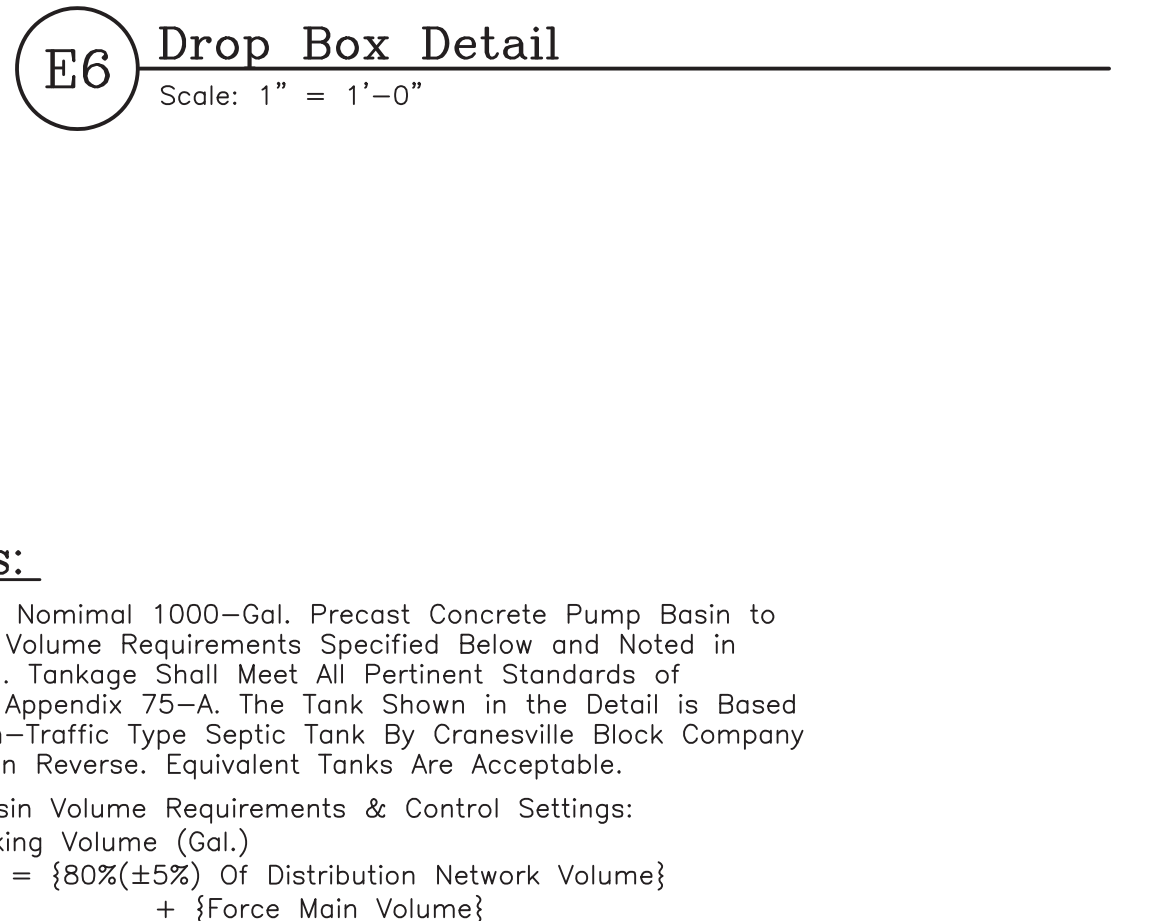 E6 Drop Box Detail
Scale: 1” = 1’−0”
s:
Nomimal 1000−Gal. Precast Concrete Pump Basin to
Volume Requirements Specified Below and Noted in
. Tankage Shall Meet All Pertinent Standards of
Appendix 75−A. The Tank Shown in the Detail is Based
n−Traffic Type Septic Tank By Cranesville Block Company
n Reverse. Equivalent Tanks Are Acceptable.
sin Volume Requirements & Control Settings:
king Volume (Gal.)
= {80%(±5%) Of Distribution Network Volume}
+ {Force Main Volume}